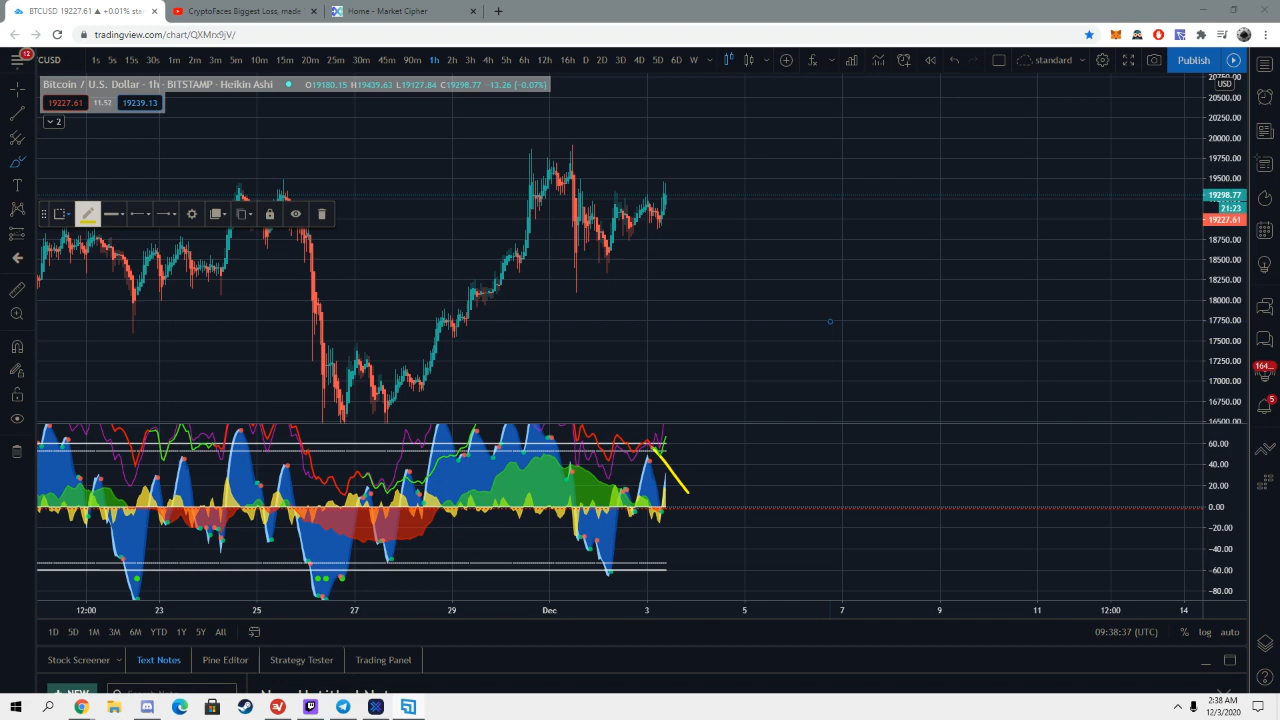 BTCUSD 19227.61 ▲ +0.01% sta
CryptoFaces Biggest Loss, made
Home - Market Cipher
tradingview.com/chart/QXMrx9jV/
12
CUSD 1s 5s 15s 30s 1m 2m 3m 5m 10m 15m 20m 30m 45m 90m 1h 2h 3h 4h 5h 6h 12h 16h D 2D 3D 4D 5D 6D W
standard
Publish
Bitcoin / U.S. Dollar · 1h · BITSTAMP · Heikin Ashi O19180.15 H19439.63 L19127.84 C19298.77 −13.26 (−0.07%)
19227.61 11.52 19239.13
2
20750.00
USD
20500.00
20250.00
20000.00
19750.00
19500.00
19298.77
21:23
19227.61
18750.00
18500.00
18250.00
18000.00
17750.00
17500.00
17250.00
17000.00
16750.00
16500.00
60.00
40.00
20.00
0.00
−20.00
−40.00
−60.00
−80.00
12:00 23 25 27 29 Dec 3 5 7 9 11 12:00 14
1D 5D 1M 3M 6M YTD 1Y 5Y All
09:38:37 (UTC) % log auto
Stock Screener Text Notes Pine Editor Strategy Tester Trading Panel
+ NEW
164
5
2:38 AM
12/3/2020